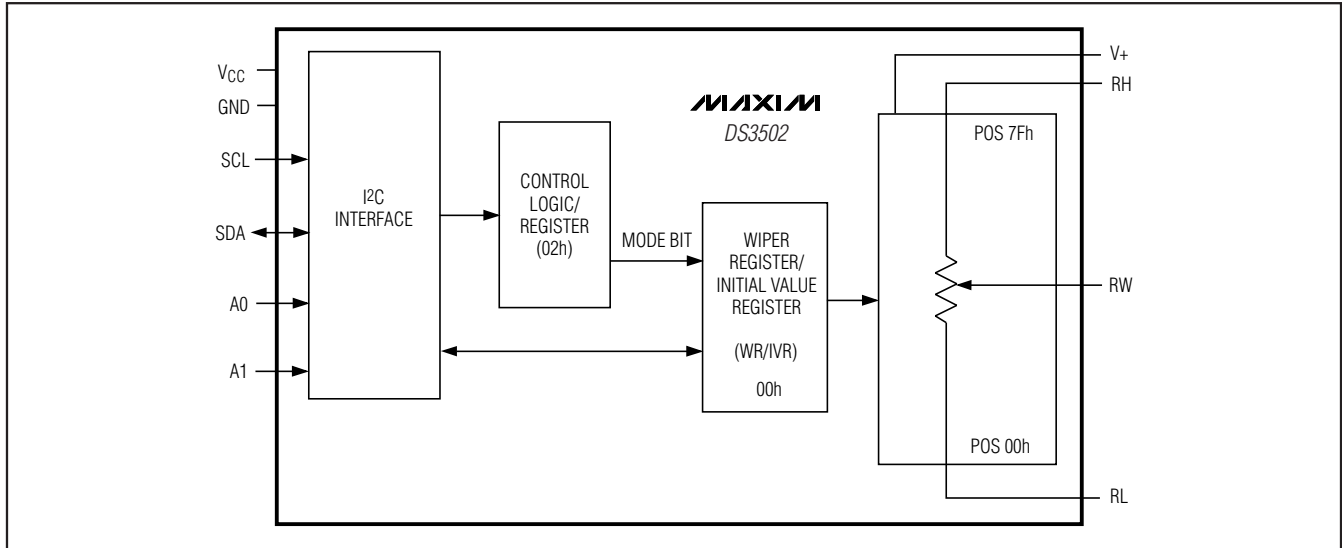 VCC
GND
SCL
SDA
A0
A1
I2C
INTERFACE
CONTROL
LOGIC/
REGISTER
(02h)
MODE BIT
MAXIM
DS3502
WIPER
REGISTER/
INITIAL VALUE
REGISTER
(WR/IVR)
00h
POS 7Fh
POS 00h
V+
RH
RW
RL